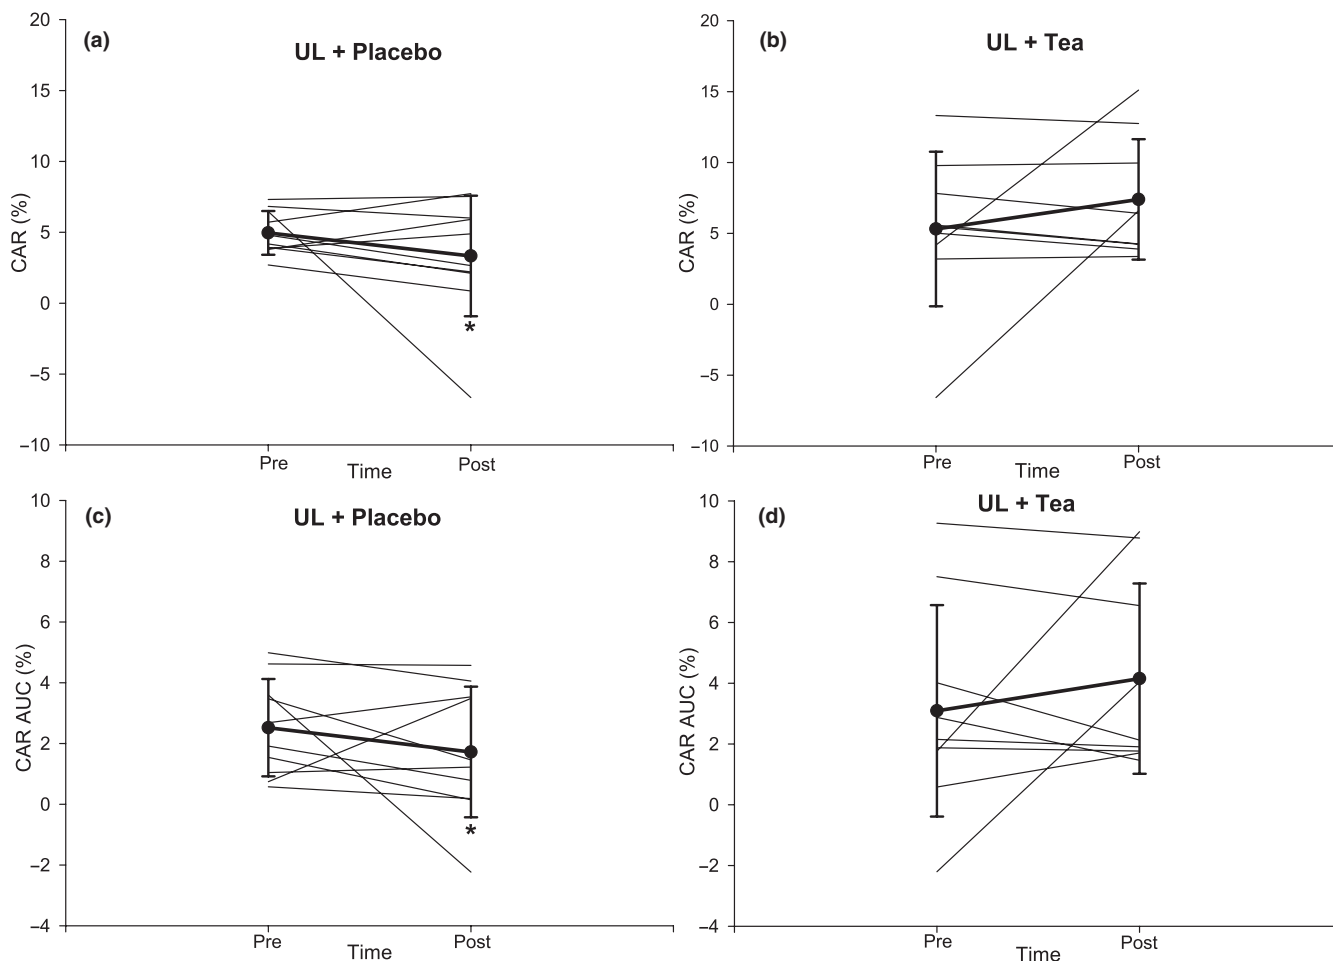 (a)
UL + Placebo
20
15
10
5
0
–5
–10
CAR (%)
*
Pre
Time
Post
(b)
UL + Tea
20
15
10
5
0
–5
–10
CAR (%)
Pre
Time
Post
(c)
UL + Placebo
10
8
6
4
2
0
–2
–4
CAR AUC (%)
*
Pre
Time
Post
(d)
UL + Tea
10
8
6
4
2
0
–2
–4
CAR AUC (%)
Pre
Time
Post